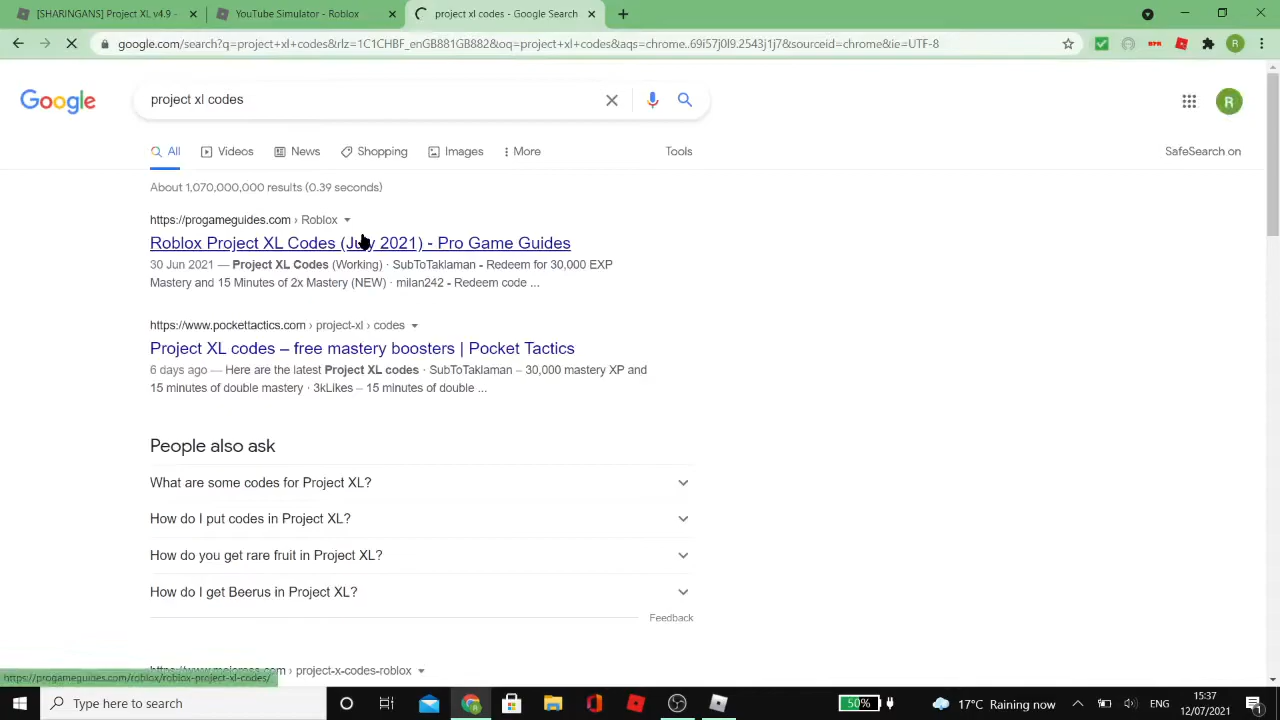 [SHARINGAN] Project XL v4.9 -
YouTube Simulator - Roblox
project xl codes - Google Search
google.com/search?q=project+xl+codes&rlz=1C1CHBF_enGB881GB882&oq=project+xl+codes&aqs=chrome..69i57j0l9.2543j1j7&sourceid=chrome&ie=UTF-8
R
Google
project xl codes
R
All
Videos
News
Shopping
Images
More
Tools
SafeSearch on
About 1,070,000,000 results (0.39 seconds)
https://progameguides.com › Roblox
Roblox Project XL Codes (July 2021) - Pro Game Guides
30 Jun 2021 — Project XL Codes (Working) · SubToTaklaman - Redeem for 30,000 EXP
Mastery and 15 Minutes of 2x Mastery (NEW) · milan242 - Redeem code ...
https://www.pockettactics.com › project-xl › codes
Project XL codes – free mastery boosters | Pocket Tactics
6 days ago — Here are the latest Project XL codes · SubToTaklaman – 30,000 mastery XP and
15 minutes of double mastery · 3kLikes – 15 minutes of double ...
People also ask
What are some codes for Project XL?
How do I put codes in Project XL?
How do you get rare fruit in Project XL?
How do I get Beerus in Project XL?
Feedback
› project-x-codes-roblox
https://progameguides.com/roblox/roblox-project-xl-codes/
Type here to search
50%
17°C Raining now
ENG
15:37
12/07/2021
1